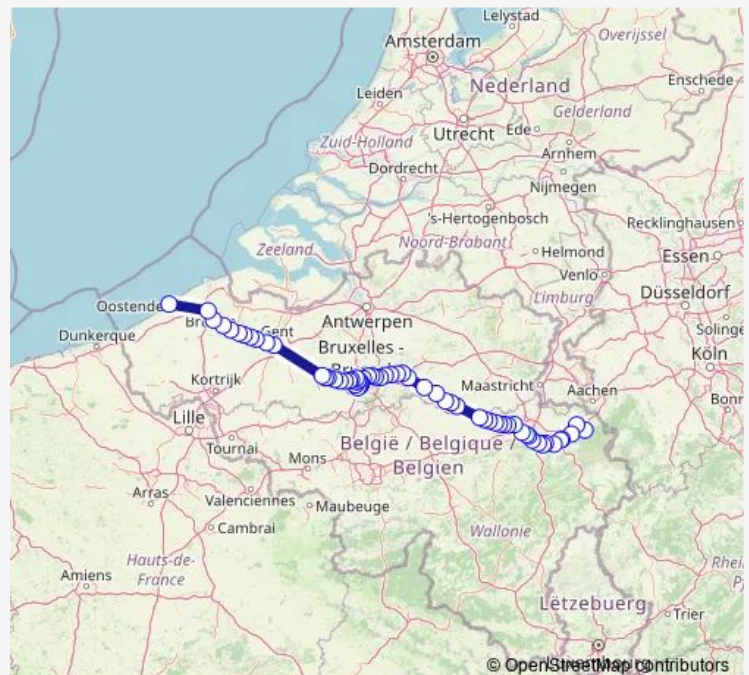 Lelystad
Overijssel
Amsterdam
Nederland
Enschede
Leiden
Gelderland
Utrecht
Ede
Zuid-Holland
Arnhem
Dordrecht
Nijmegen
's-Hertogenbosch
Recklinghausen
Zeeland
Noord-Brabant
Helmond
Essen
Venlo
Oostende
Limburg
Düsseldorf
Antwerpen
Dunkerque
Gent
Bruxelles -
Köln
Kortrijk
Maastricht
Aachen
Lille
Tournai
België / Belgique /
Belgien
Mons
Arras
Valenciennes
Maubeuge
Cambrai
Wallonie
Hauts-de-
France
Amiens
Lëtzebuerg
Trier
© OpenStreetMap contributors